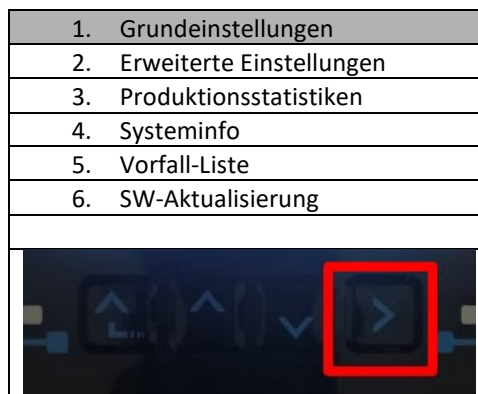 1. Grundeinstellungen
2. Erweiterte Einstellungen
3. Produktionsstatistiken
4. Systeminfo
5. Vorfall-Liste
6. SW-Aktualisierung